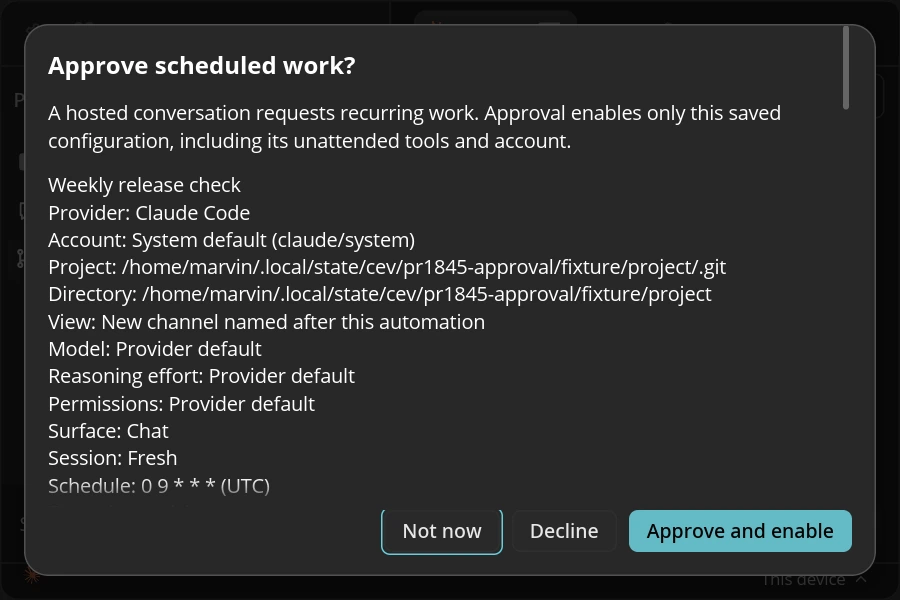 Approve scheduled work?
A hosted conversation requests recurring work. Approval enables only this saved
configuration, including its unattended tools and account.
Weekly release check
Provider: Claude Code
Account: System default (claude/system)
Project: /home/marvin/.local/state/cev/pr1845-approval/fixture/project/.git
Directory: /home/marvin/.local/state/cev/pr1845-approval/fixture/project
View: New channel named after this automation
Model: Provider default
Reasoning effort: Provider default
Permissions: Provider default
Surface: Chat
Session: Fresh
Schedule: 0 9 * * * (UTC)
Not now
Decline
Approve and enable
This device